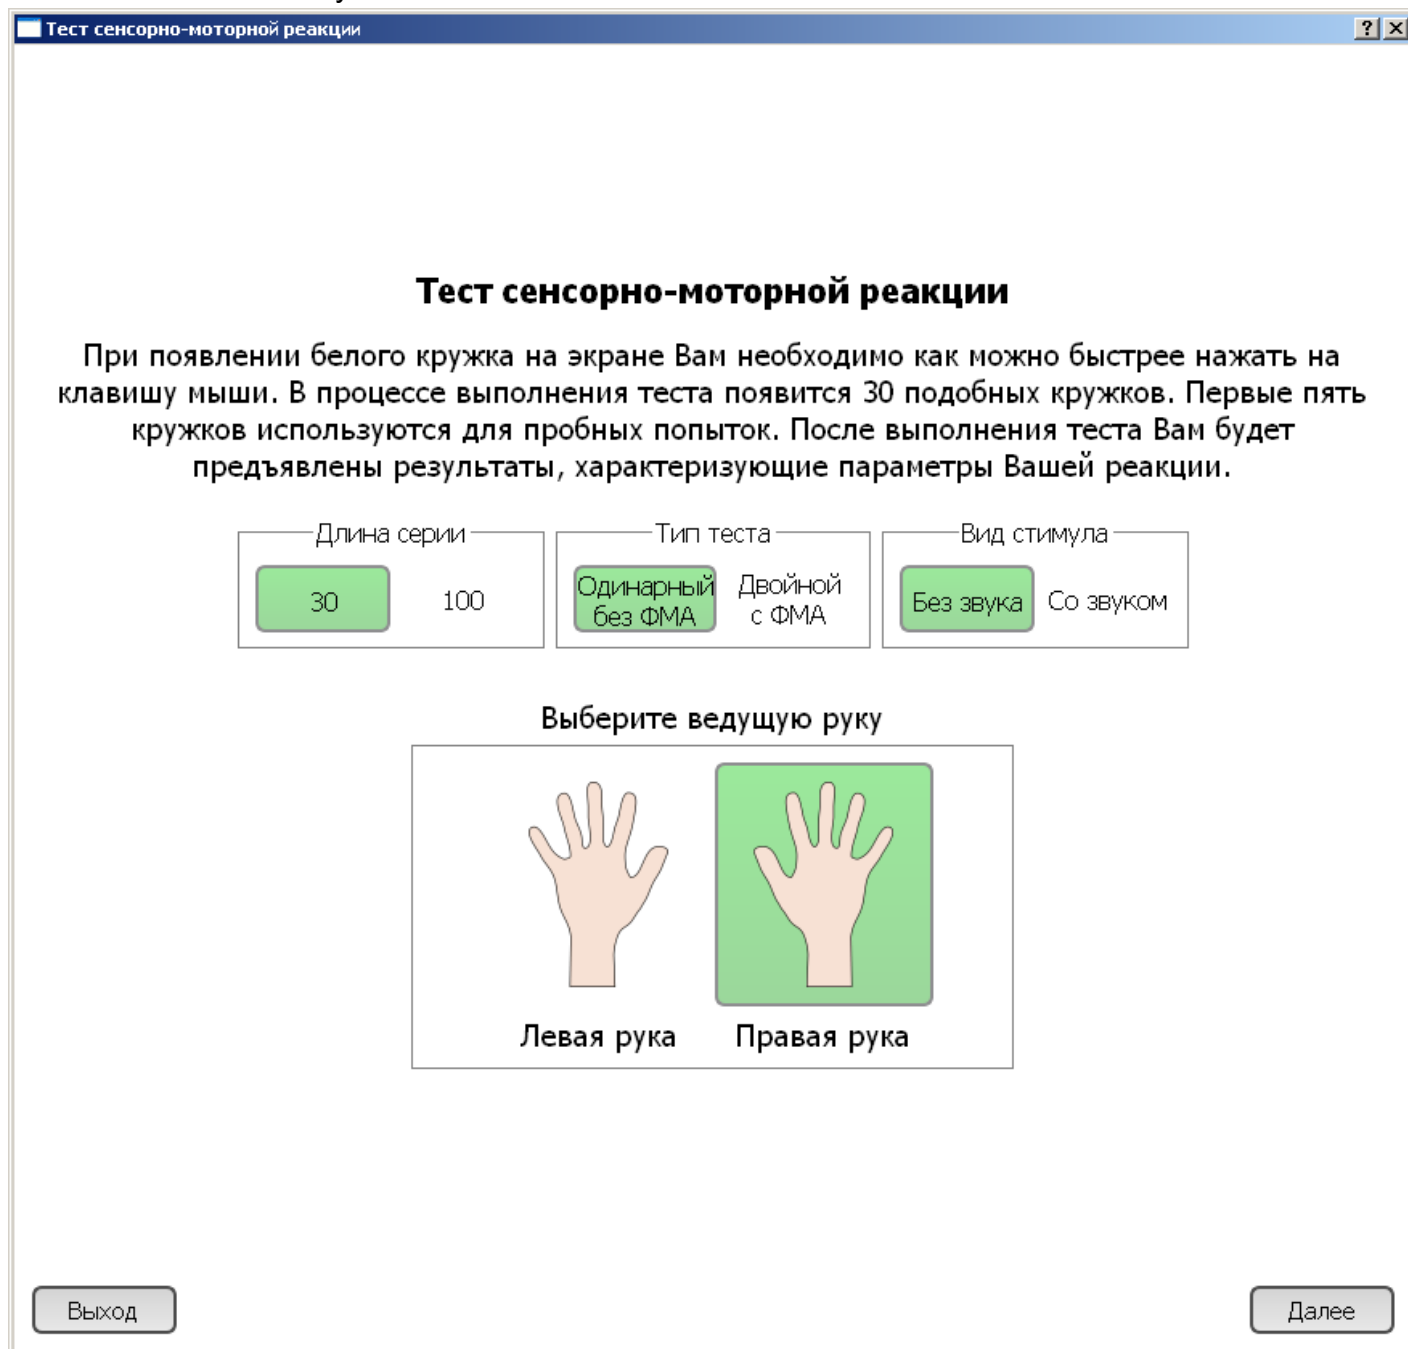 Тест сенсорно-моторной реакции
Тест сенсорно-моторной реакции
При появлении белого кружка на экране Вам необходимо как можно быстрее нажать на
клавишу мыши. В процессе выполнения теста появится 30 подобных кружков. Первые пять
кружков используются для пробных попыток. После выполнения теста Вам будет
предъявлены результаты, характеризующие параметры Вашей реакции.
Длина серии
30 100
Тип теста
Одинарный
без ФМА
Двойной
с ФМА
Вид стимула
Без звука Со звуком
Выберите ведущую руку
Левая рука Правая рука
Выход Далее